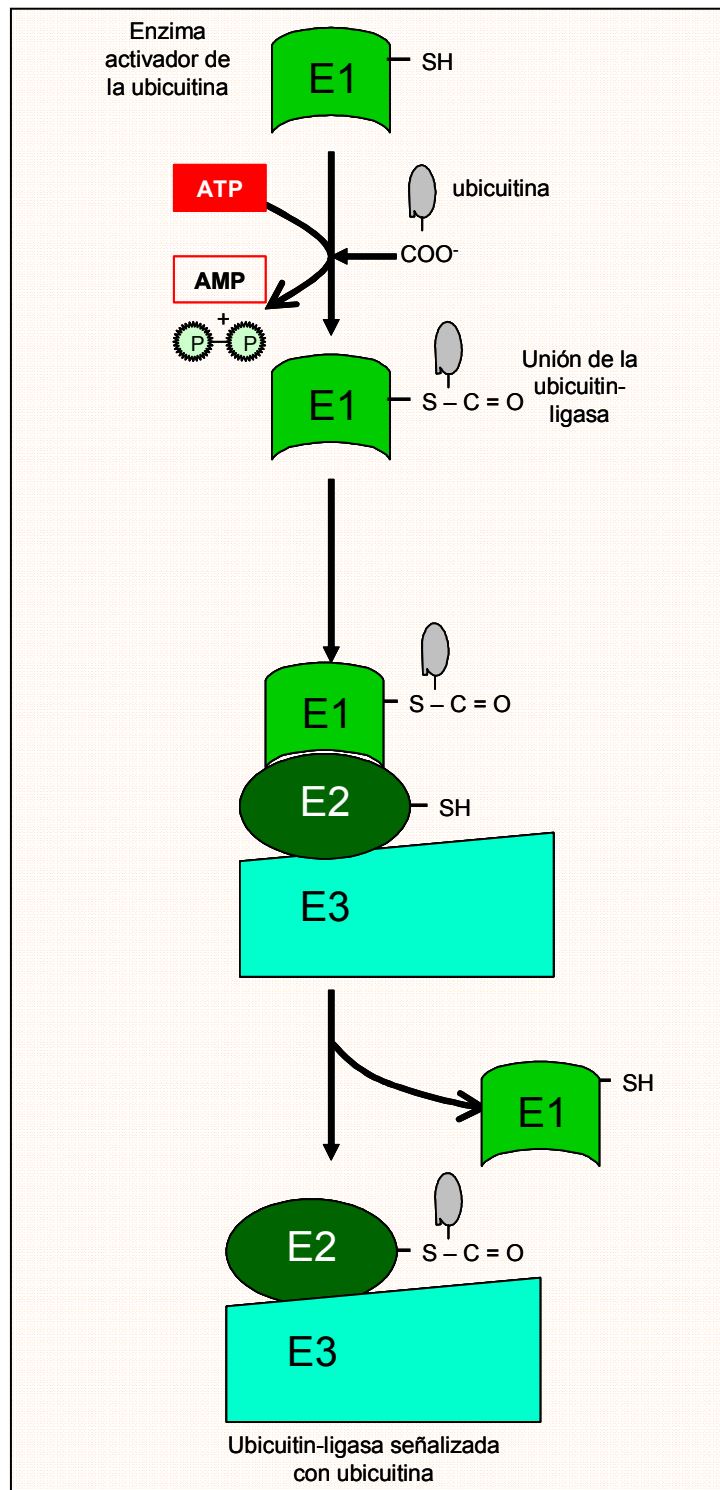 Enzima
activador de
la ubicuitina
E1
SH
ATP
ubicuitina
COO-
AMP
+
P P
E1
S – C = O
Unión de la
ubicuitin-
ligasa
E1
S – C = O
E2
SH
E3
E1
SH
E2
S – C = O
E3
Ubicuitin-ligasa señalizada
con ubicuitina